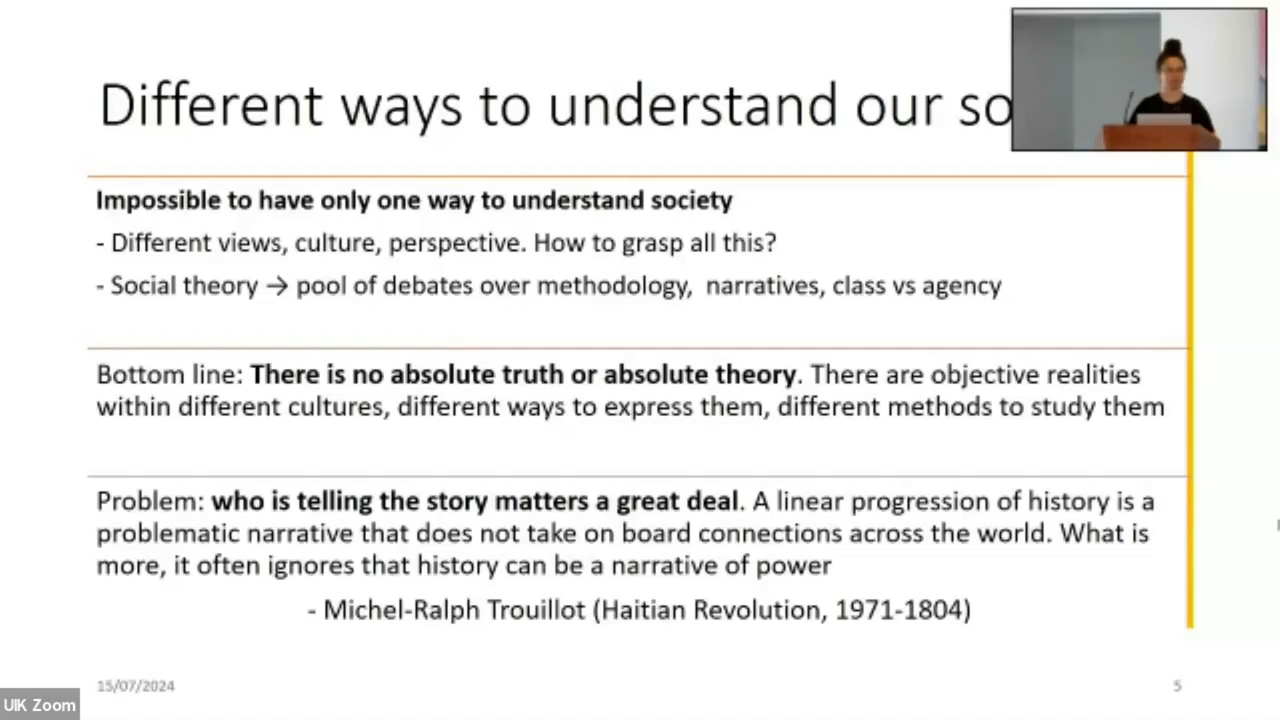 Different ways to understand our so
Impossible to have only one way to understand society
- Different views, culture, perspective. How to grasp all this?
- Social theory → pool of debates over methodology,  narratives, class vs agency
Bottom line: There is no absolute truth or absolute theory. There are objective realities
within different cultures, different ways to express them, different methods to study them
Problem: who is telling the story matters a great deal. A linear progression of history is a
problematic narrative that does not take on board connections across the world. What is
more, it often ignores that history can be a narrative of power
- Michel-Ralph Trouillot (Haitian Revolution, 1971-1804)
15/07/2024
5
UIK Zoom